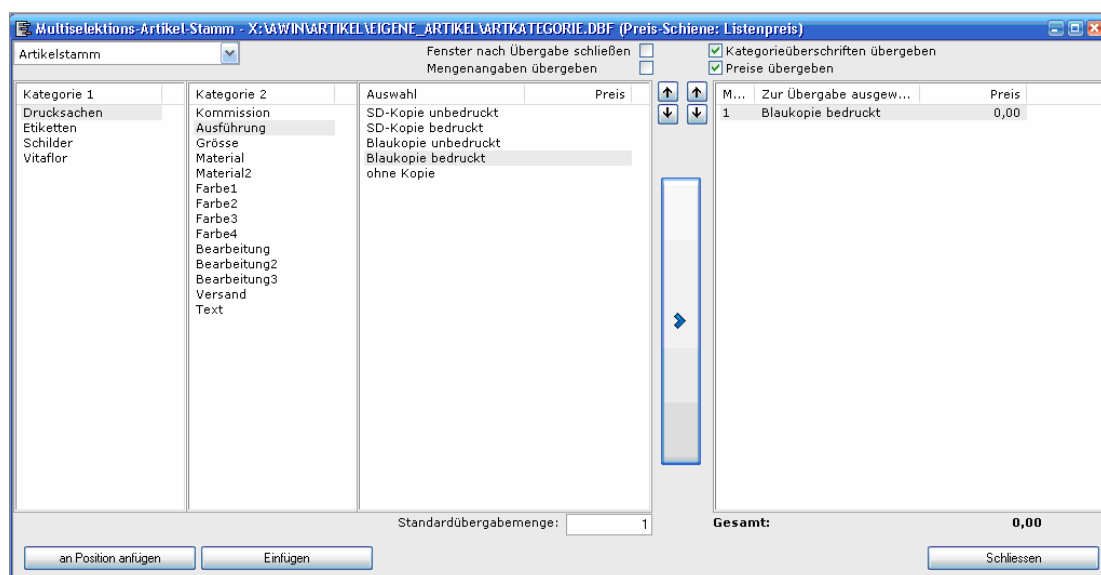 Multiselektions-Artikel-Stamm - X:\AWIN\ARTIKEL\EIGENE_ARTIKEL\ARTKATEGORIE.DBF (Preis-Schiene: Listenpreis)
Artikelstamm
Fenster nach Übergabe schließen
Kategorieüberschriften übergeben
Mengenangaben übergeben
Preise übergeben
Kategorie 1
Drucksachen
Etiketten
Schilder
Vitaflor
Kategorie 2
Kommission
Ausführung
Grösse
Material
Material2
Farbe1
Farbe2
Farbe3
Farbe4
Bearbeitung
Bearbeitung2
Bearbeitung3
Versand
Text
Auswahl Preis
SD-Kopie unbedruckt
SD-Kopie bedruckt
Blaukopie unbedruckt
Blaukopie bedruckt
ohne Kopie
M... Zur Übergabe ausgew... Preis
1 Blaukopie bedruckt 0,00
Standardübergabemenge: 1
Gesamt: 0,00
an Position anfügen
Einfügen
Schliessen